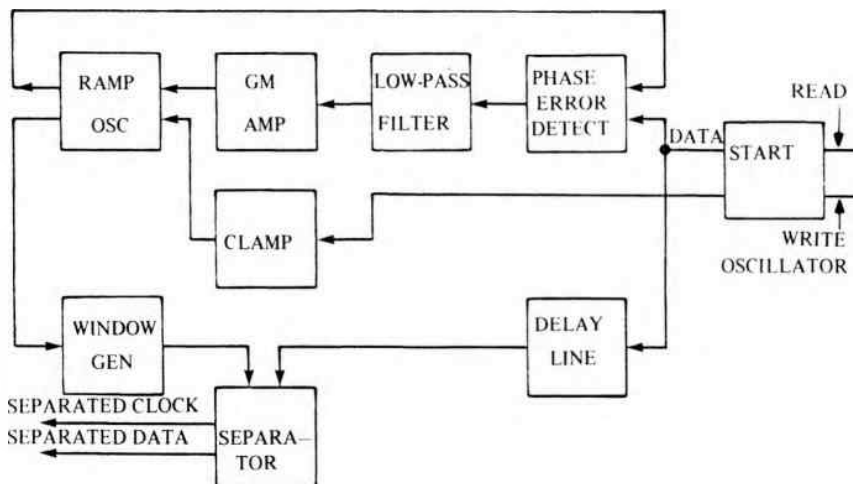 RAMP
OSC
GM
AMP
LOW-PASS
FILTER
PHASE
ERROR
DETECT
DATA
START
READ
WRITE
OSCILLATOR
CLAMP
WINDOW
GEN
DELAY
LINE
SEPARATED CLOCK
SEPARATED DATA
SEPARA-
TOR